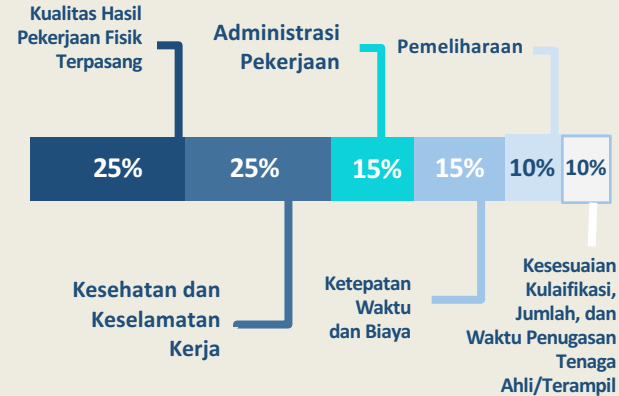 Kualitas Hasil
Pekerjaan Fisik
Terpasang
Administrasi
Pekerjaan
Pemeliharaan
25%
25%
15%
15%
10%
10%
Kesehatan dan
Keselamatan
Kerja
Ketepatan
Waktu
dan Biaya
Kesesuaian
Kulaifikasi,
Jumlah, dan
Waktu Penugasan
Tenaga
Ahli/Terampil